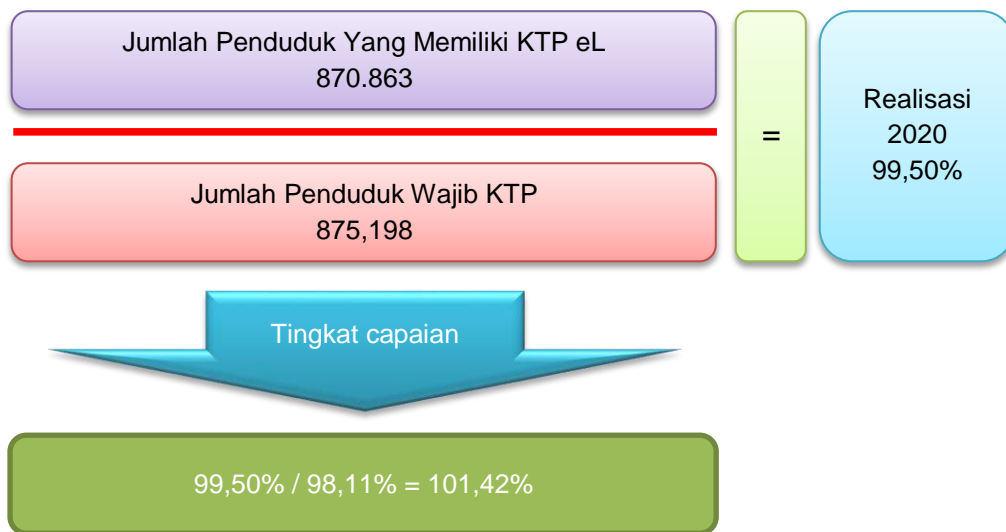 Jumlah Penduduk Yang Memiliki KTP eL
870.863
Jumlah Penduduk Wajib KTP
875,198
=
Realisasi
2020
99,50%
Tingkat capaian
99,50% / 98,11% = 101,42%